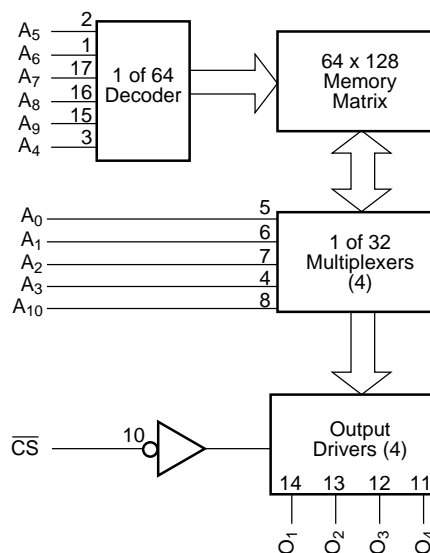 A5 2
A6 1
A7 17
A8 16
A9 15
A4 3
1 of 64
Decoder
64 x 128
Memory
Matrix
A0 5
A1 6
A2 7
A3 4
A10 8
1 of 32
Multiplexers
(4)
CS 10
Output
Drivers (4)
14 13 12 11
O1 O2 O3 O4